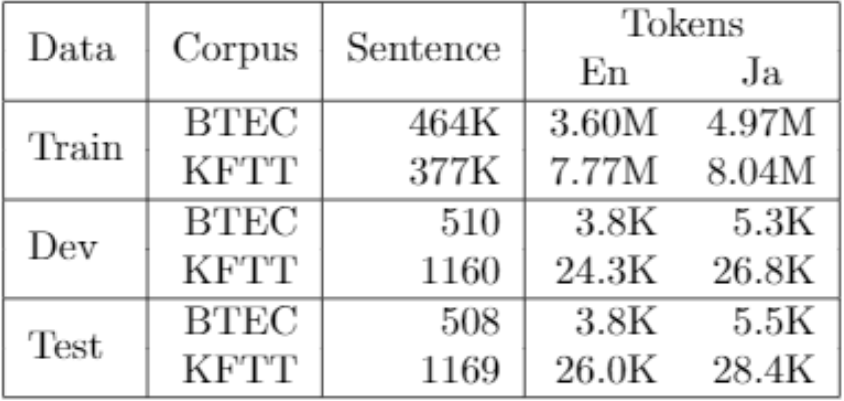 Data Corpus Sentence Tokens
En Ja
Train BTEC 464K 3.60M 4.97M
KFTT 377K 7.77M 8.04M
Dev BTEC 510 3.8K 5.3K
KFTT 1160 24.3K 26.8K
Test BTEC 508 3.8K 5.5K
KFTT 1169 26.0K 28.4K